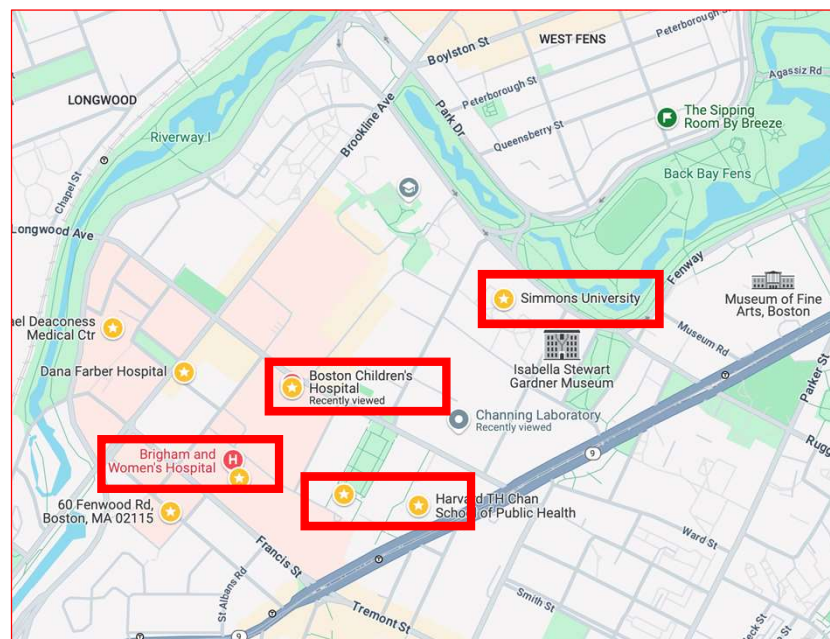 Boylston St
WEST FENS
Peterborough St
Agassiz Rd
LONGWOOD
Riverway I
Brookline Ave
Park Dr
Peterborough St
Queensberry St
The Sipping
Room By Breeze
Back Bay Fens
Chapel St
Longwood Ave
Fenway
Simmons University
Museum of Fine
Arts, Boston
ael Deaconess
Medical Ctr
Museum Rd
Isabella Stewart
Gardner Museum
Parker St
Dana Farber Hospital
Boston Children's
Hospital
Recently viewed
Channing Laboratory
Recently viewed
Rugg
9
Brigham and
Women's Hospital
H
60 Fenwood Rd,
Boston, MA 02115
Harvard TH Chan
School of Public Health
Ward St
Francis St
St Albans Rd
Smith St
Tremont St
9